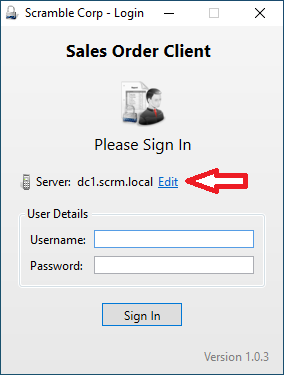 Scramble Corp - Login
Sales Order Client
Please Sign In
Server: dc1.scrm.local Edit
User Details
Username:
Password:
Sign In
Version 1.0.3